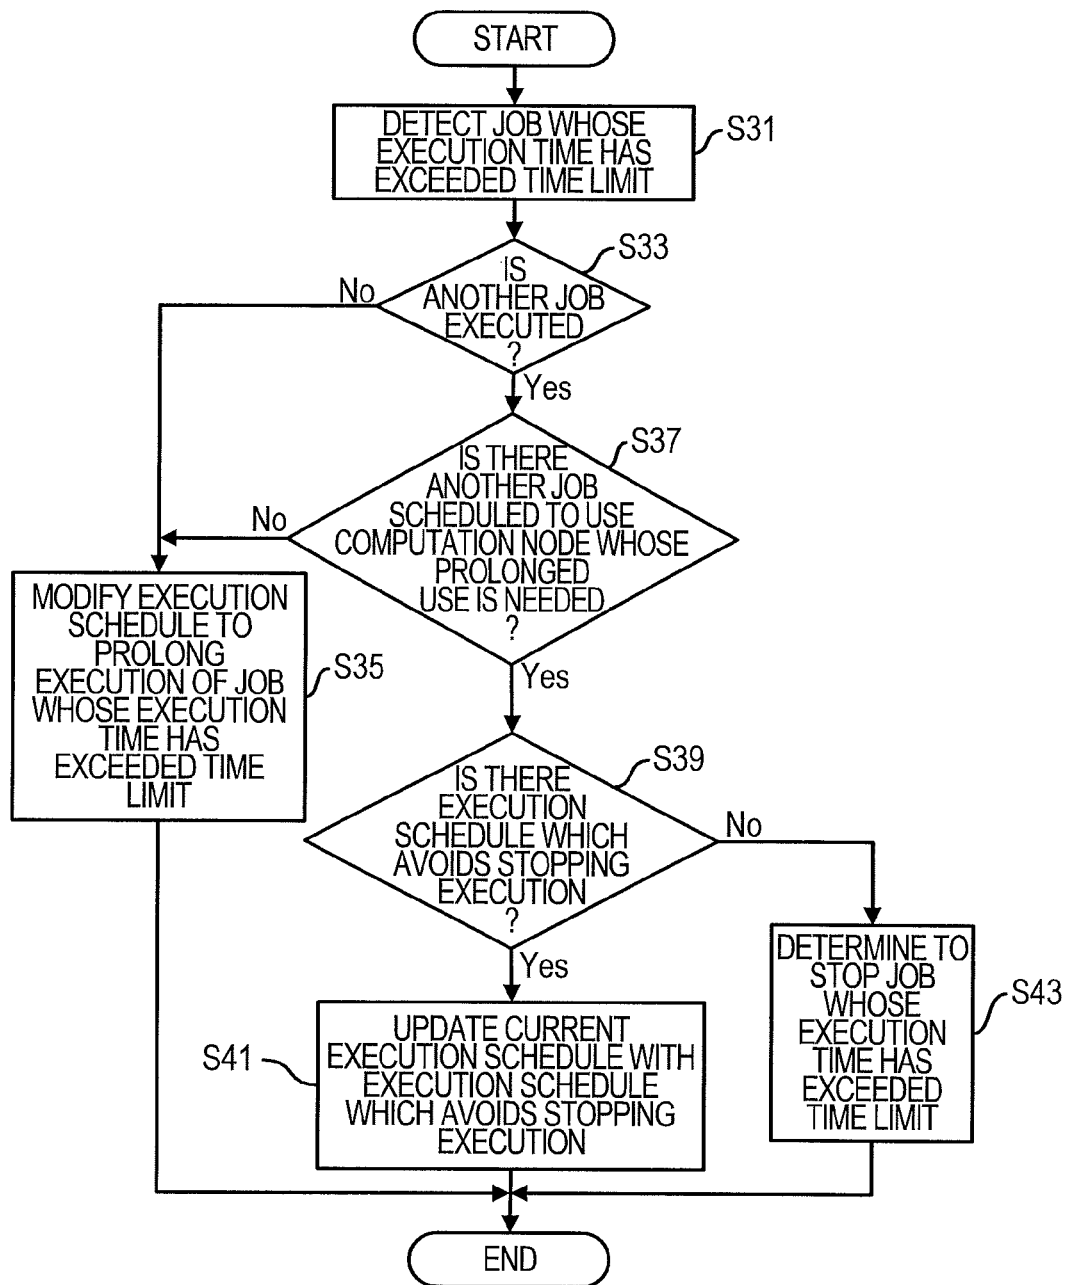 START
DETECT JOB WHOSE
EXECUTION TIME HAS
EXCEEDED TIME LIMIT
S31
S33
IS
ANOTHER JOB
EXECUTED
?
No
Yes
S37
IS THERE
ANOTHER JOB
SCHEDULED TO USE
COMPUTATION NODE WHOSE
PROLONGED
USE IS NEEDED
?
No
Yes
MODIFY EXECUTION
SCHEDULE TO
PROLONG
EXECUTION OF JOB
WHOSE EXECUTION
TIME HAS
EXCEEDED TIME
LIMIT
S35
S39
IS THERE
EXECUTION
SCHEDULE WHICH
AVOIDS STOPPING
EXECUTION
?
No
Yes
DETERMINE TO
STOP JOB
WHOSE
EXECUTION
TIME HAS
EXCEEDED
TIME LIMIT
S43
S41
UPDATE CURRENT
EXECUTION SCHEDULE WITH
EXECUTION SCHEDULE
WHICH AVOIDS STOPPING
EXECUTION
END